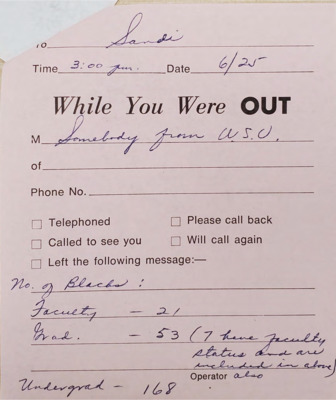 To Sandi
Time 3:00 pm. Date 6/25
While You Were OUT
M Somebody from W.S.U.
of
Phone No.
Telephoned Please call back
Called to see you Will call again
Left the following message:—
No. of Blacks :
Faculty - 21
Grad. - 53 (7 have faculty
status and are
included in above)
Operator also
Undergrad - 168